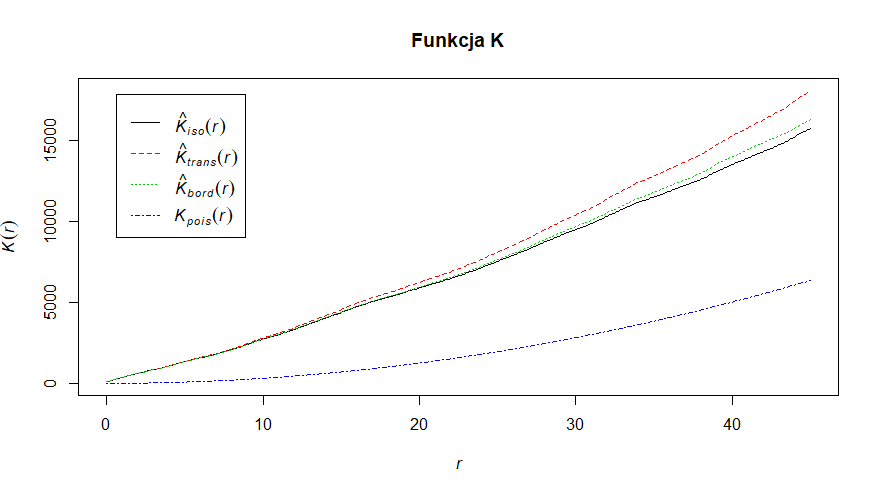 Funkcja K
K̂iso(r)
K̂trans(r)
K̂bord(r)
Kpois(r)
K(r)
15000
10000
5000
0
0 10 20 30 40
r